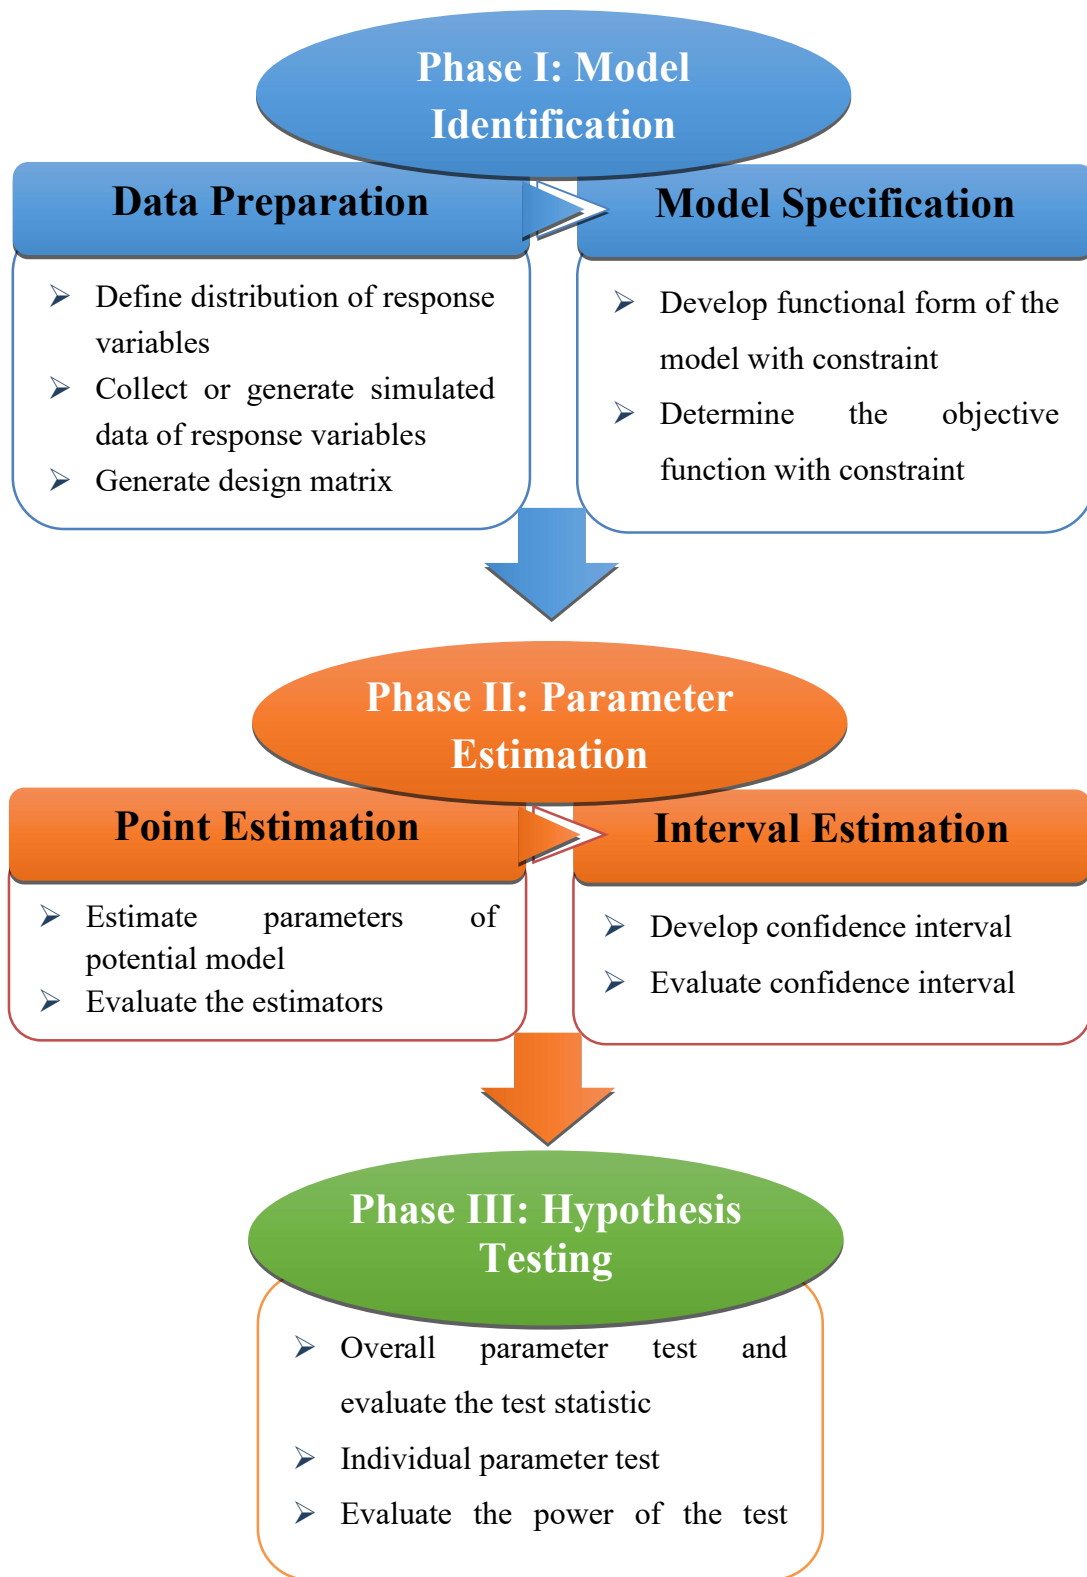 Phase I: Model
Identification
Data Preparation
Define distribution of response
variables
Collect or generate simulated
data of response variables
Generate design matrix
Model Specification
Develop functional form of the
model with constraint
Determine the objective
function with constraint
Phase II: Parameter
Estimation
Point Estimation
Estimate parameters of
potential model
Evaluate the estimators
Interval Estimation
Develop confidence interval
Evaluate confidence interval
Phase III: Hypothesis
Testing
Overall parameter test and
evaluate the test statistic
Individual parameter test
Evaluate the power of the test